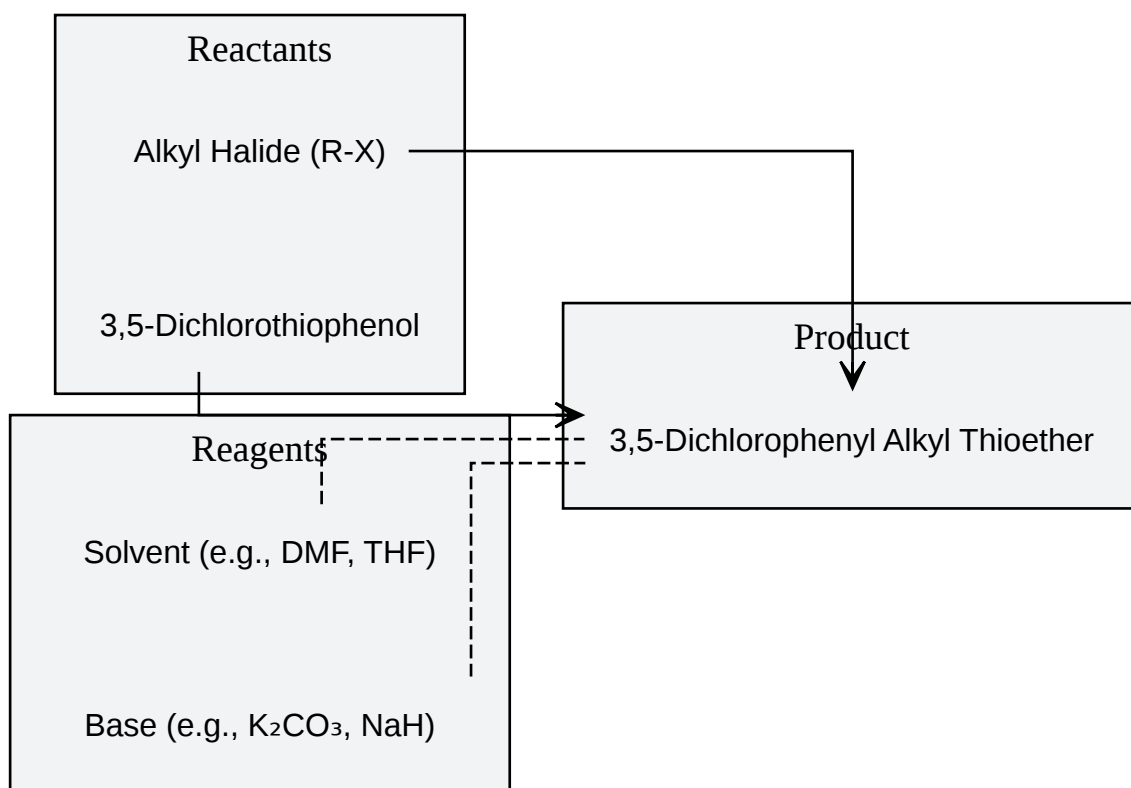 Reactants
Alkyl Halide (R-X)
3,5-Dichlorothiophenol
Product
3,5-Dichlorophenyl Alkyl Thioether
Reagents
Solvent (e.g., DMF, THF)
Base (e.g., K₂CO₃, NaH)